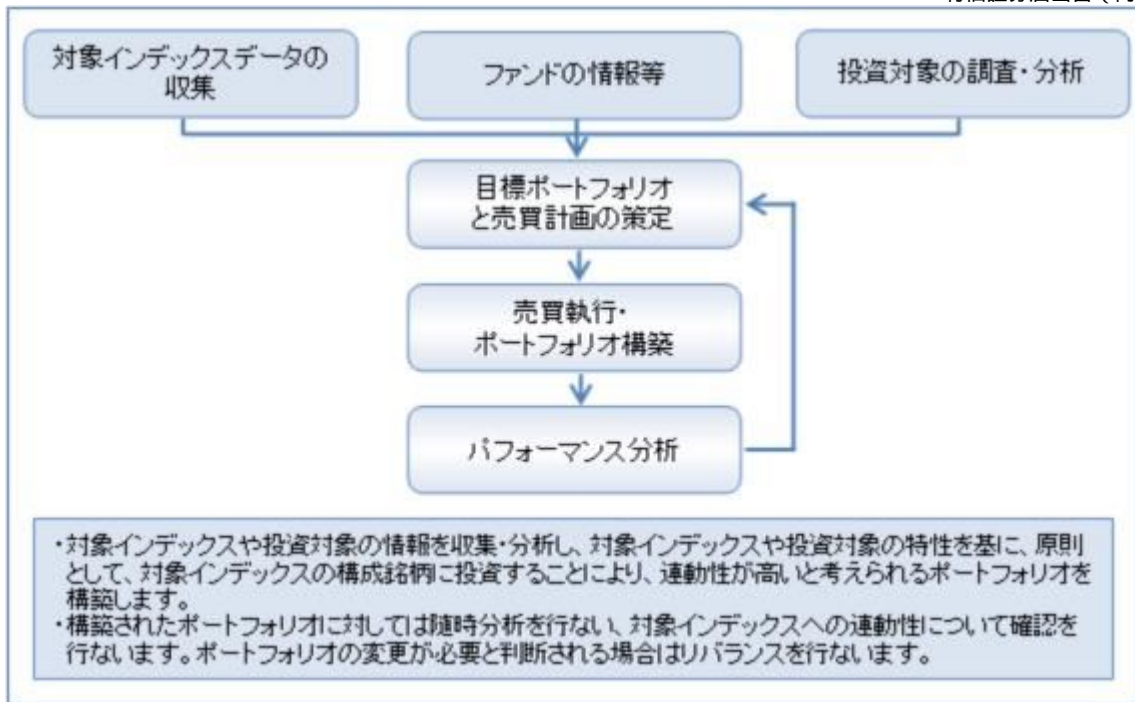 対象インデックスデータの
収集
ファンドの情報等
投資対象の調査・分析
目標ポートフォリオ
と売買計画の策定
売買執行・
ポートフォリオ構築
パフォーマンス分析
・対象インデックスや投資対象の情報を収集・分析し、対象インデックスや投資対象の特性を基に、原則
として、対象インデックスの構成銘柄に投資することにより、連動性が高いと考えられるポートフォリオを
構築します。
・構築されたポートフォリオに対しては随時分析を行ない、対象インデックスへの連動性について確認を
行ないます。ポートフォリオの変更が必要と判断される場合はリバランスを行ないます。